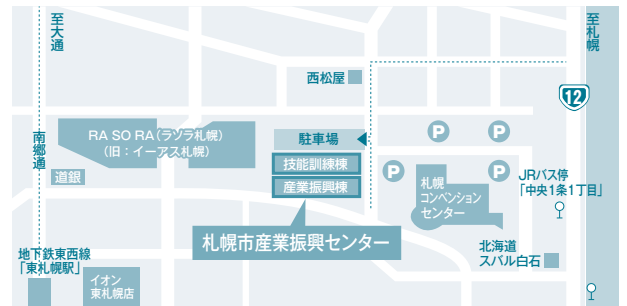 至大通
至札幌
西松屋
12
南郷通
RA SO RA(ラソラ札幌)
(旧：イーアス札幌)
駐車場
P
P
道銀
技能訓練棟
産業振興棟
P
札幌
コンベンション
センター
JRバス停
「中央1条1丁目」
札幌市産業振興センター
地下鉄東西線
「東札幌駅」
イオン
東札幌店
北海道
スバル白石